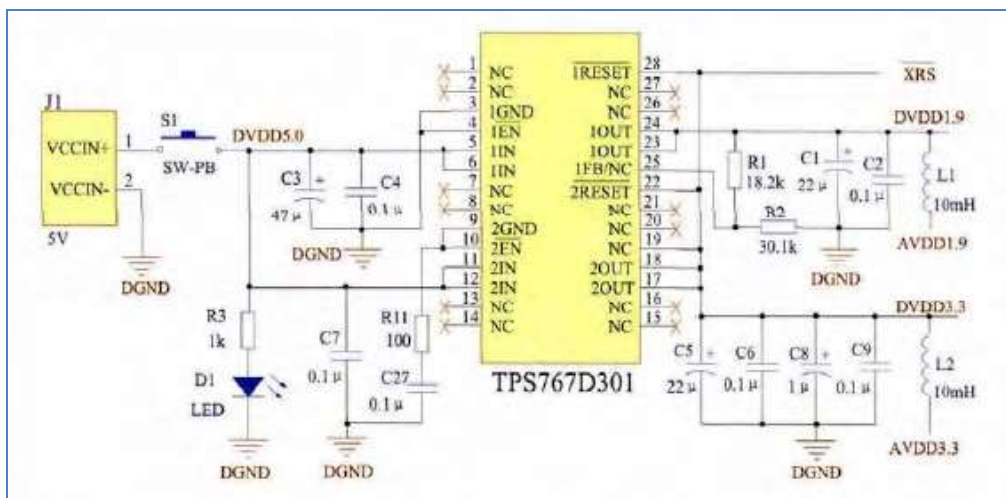 J1
VCCIN+
VCCIN-
5V
1
2
DGND
S1
SW-PB
DVDD5.0
C3
47μ
C4
0.1μ
DGND
R3
1k
D1
LED
DGND
C7
0.1μ
R11
100
C27
0.1μ
DGND
1 NC
2 NC
3 1GND
4 1EN
5 1IN
6 1IN
7 NC
8 NC
9 2GND
10 2EN
11 2IN
12 2IN
13 NC
14 NC
28 1RESET
27 NC
26 NC
24 1OUT
23 1OUT
25 1FB/NC
22 2RESET
21 NC
20 NC
19 NC
18 2OUT
17 2OUT
16 NC
15 NC
TPS767D301
XRS
DVDD1.9
R1
18.2k
C1
22μ
C2
0.1μ
L1
10mH
R2
30.1k
DGND
AVDD1.9
DVDD3.3
C5
22μ
C6
0.1μ
C8
1μ
C9
0.1μ
L2
10mH
DGND
AVDD3.3